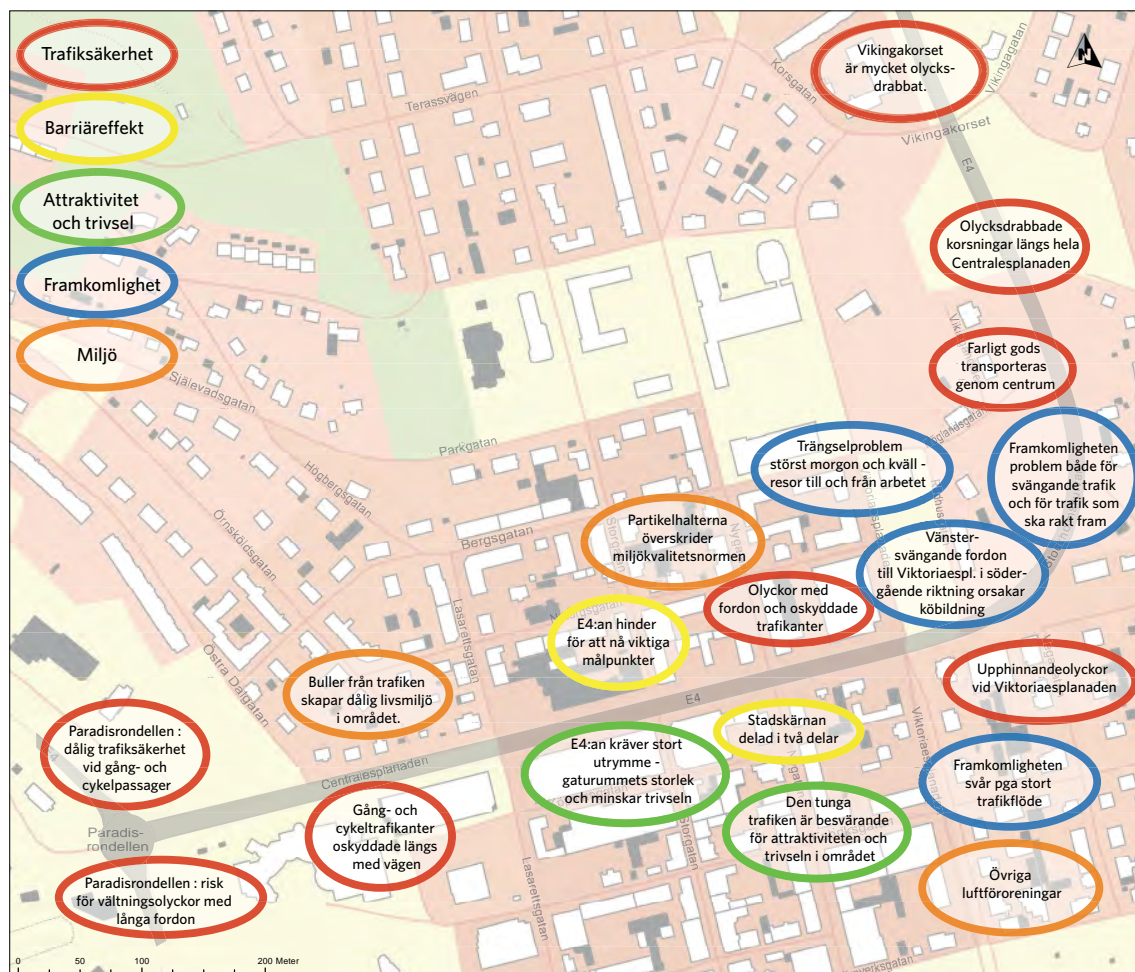 Trafiksäkerhet
Barriäreffekt
Attraktivitet
och trivsel
Framkomlighet
Miljö
Vikingakorset
är mycket olycks-
drabbat.
N
Korsgatan
Vikingagatan
Terassvägen
Vikingakorset
E4
Olycksdrabbade
korsningar längs hela
Centralesplanaden
Farligt gods
transporteras
genom centrum
Själevadsgatan
Parkgatan
Högbergsgatan
Örnsköldsgatan
Trängselproblem
störst morgon och kväll -
resor till och från arbetet
Framkomligheten
problem både för
svängande trafik
och för trafik som
ska rakt fram
Bergsgatan
Partikelhalterna
överskrider
miljökvalitetsnormen
Vänster-
svängande fordon
till Viktoriaespl. i söder-
gående riktning orsakar
köbildning
Olyckor med
fordon och oskyddade
trafikanter
Lasarettsgatan
E4:an hinder
för att nå viktiga
målpunkter
Östra Dalgatan
Buller från trafiken
skapar dålig livsmiljö
i området.
Upphinnandeolyckor
vid Viktoriaesplanaden
E4
Stadskärnan
delad i två delar
Paradisrondellen :
dålig trafiksäkerhet
vid gång- och
cykelpassager
E4
Centralesplanaden
E4:an kräver stort
utrymme -
gaturummets storlek
och minskar trivseln
Viktoriaesplanaden
Framkomligheten
svår pga stort
trafikflöde
Den tunga
trafiken är besvärande
för attraktiviteten och
trivseln i området
Gång- och
cykeltrafikanter
oskyddade längs
med vägen
Paradis-
rondellen
Storgatan
Lasarettsgatan
Paradisrondellen : risk
för vältningsolyckor med
långa fordon
Övriga
luftföroreningar
0 50 100 200 Meter